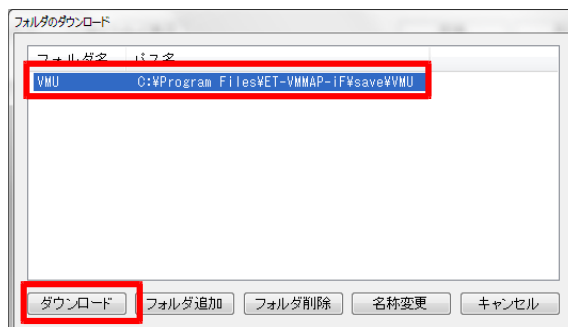 フォルダのダウンロード
フォルダ名 パス名
VMU C:¥Program Files¥ET-VMMAP-iF¥save¥VMU
ダウンロード フォルダ追加 フォルダ削除 名称変更 キャンセル